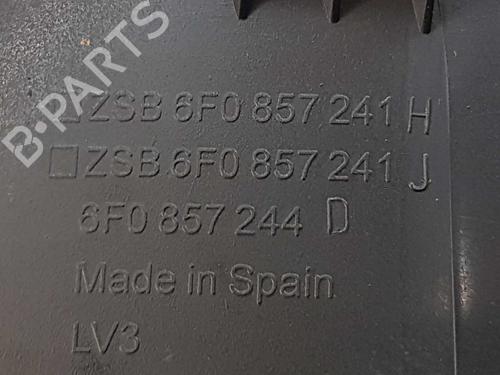 ZSB 6F0 857 241 H
ZSB 6F0 857 241 J
6F0 857 244 D
Made in Spain
LV3
B-PARTS